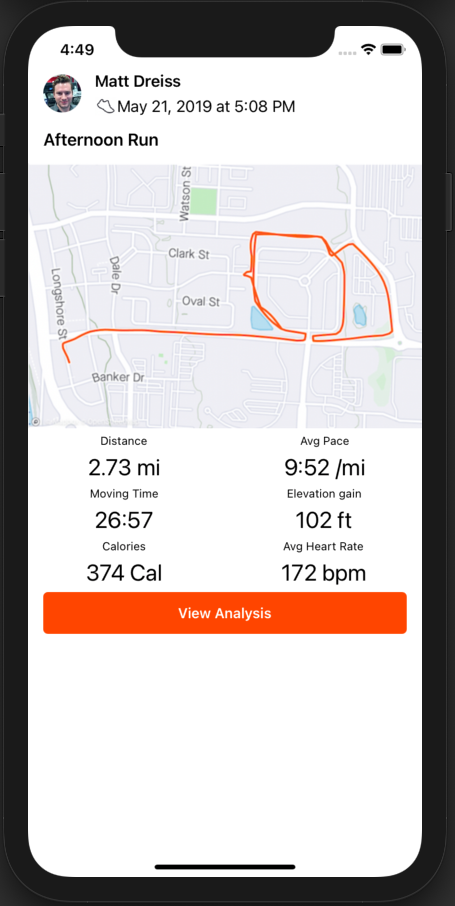 4:49
Matt Dreiss
May 21, 2019 at 5:08 PM
Afternoon Run
Watson St
Clark St
Dale Dr
Longshore St
Oval St
Banker Dr
Distance
Avg Pace
2.73 mi
9:52 /mi
Moving Time
Elevation gain
26:57
102 ft
Calories
Avg Heart Rate
374 Cal
172 bpm
View Analysis